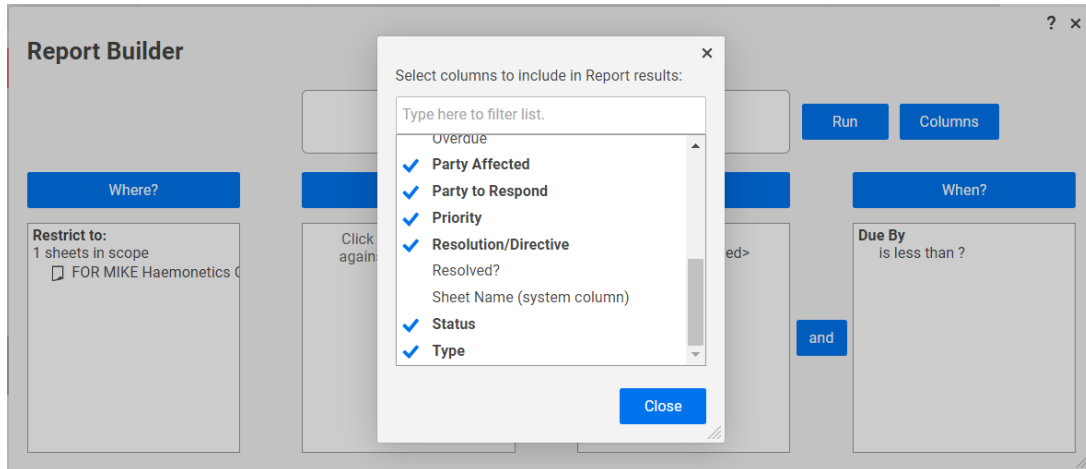 ? ×
Report Builder
×
Select columns to include in Report results:
Type here to filter list.
Run
Columns
Overdue
Party Affected
Party to Respond
Priority
Resolution/Directive
Resolved?
Sheet Name (system column)
Status
Type
Close
Where?
Restrict to:
1 sheets in scope
FOR MIKE Haemonetics
Click
again
ed>
and
When?
Due By
is less than ?